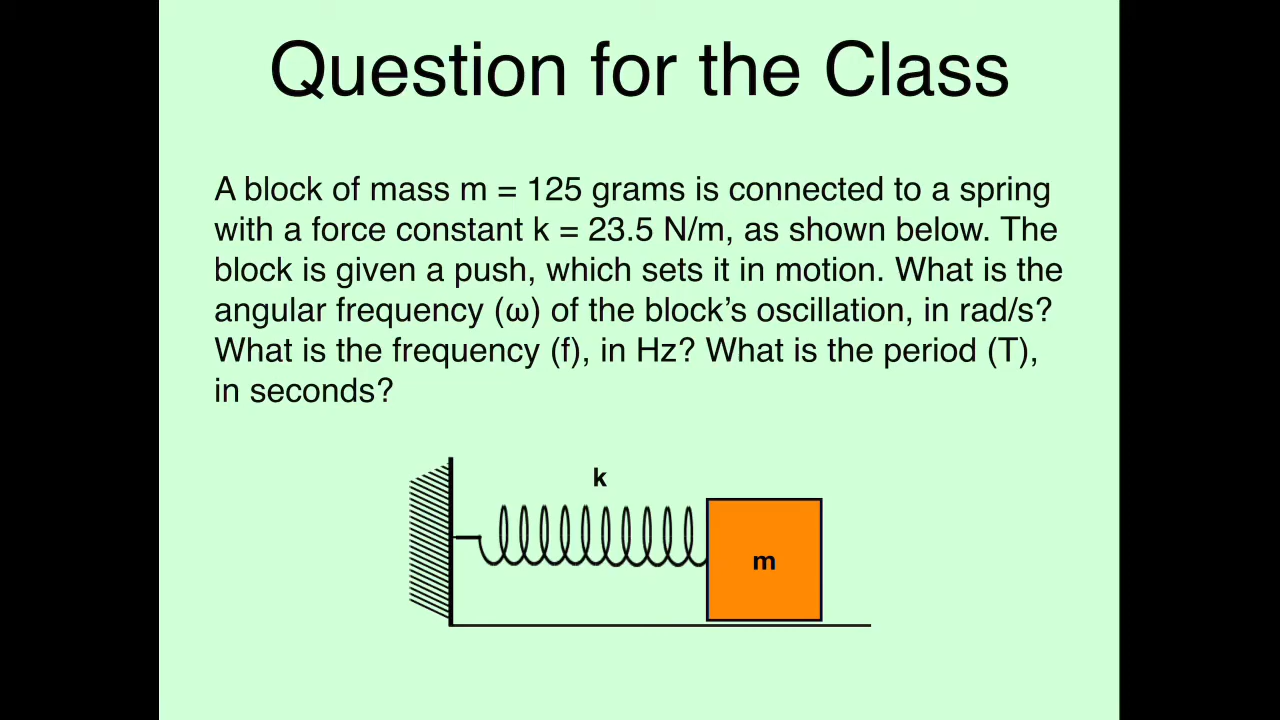 Question for the Class
A block of mass m = 125 grams is connected to a spring
with a force constant k = 23.5 N/m, as shown below. The
block is given a push, which sets it in motion. What is the
angular frequency (ω) of the block’s oscillation, in rad/s?
What is the frequency (f), in Hz? What is the period (T),
in seconds?
k
m